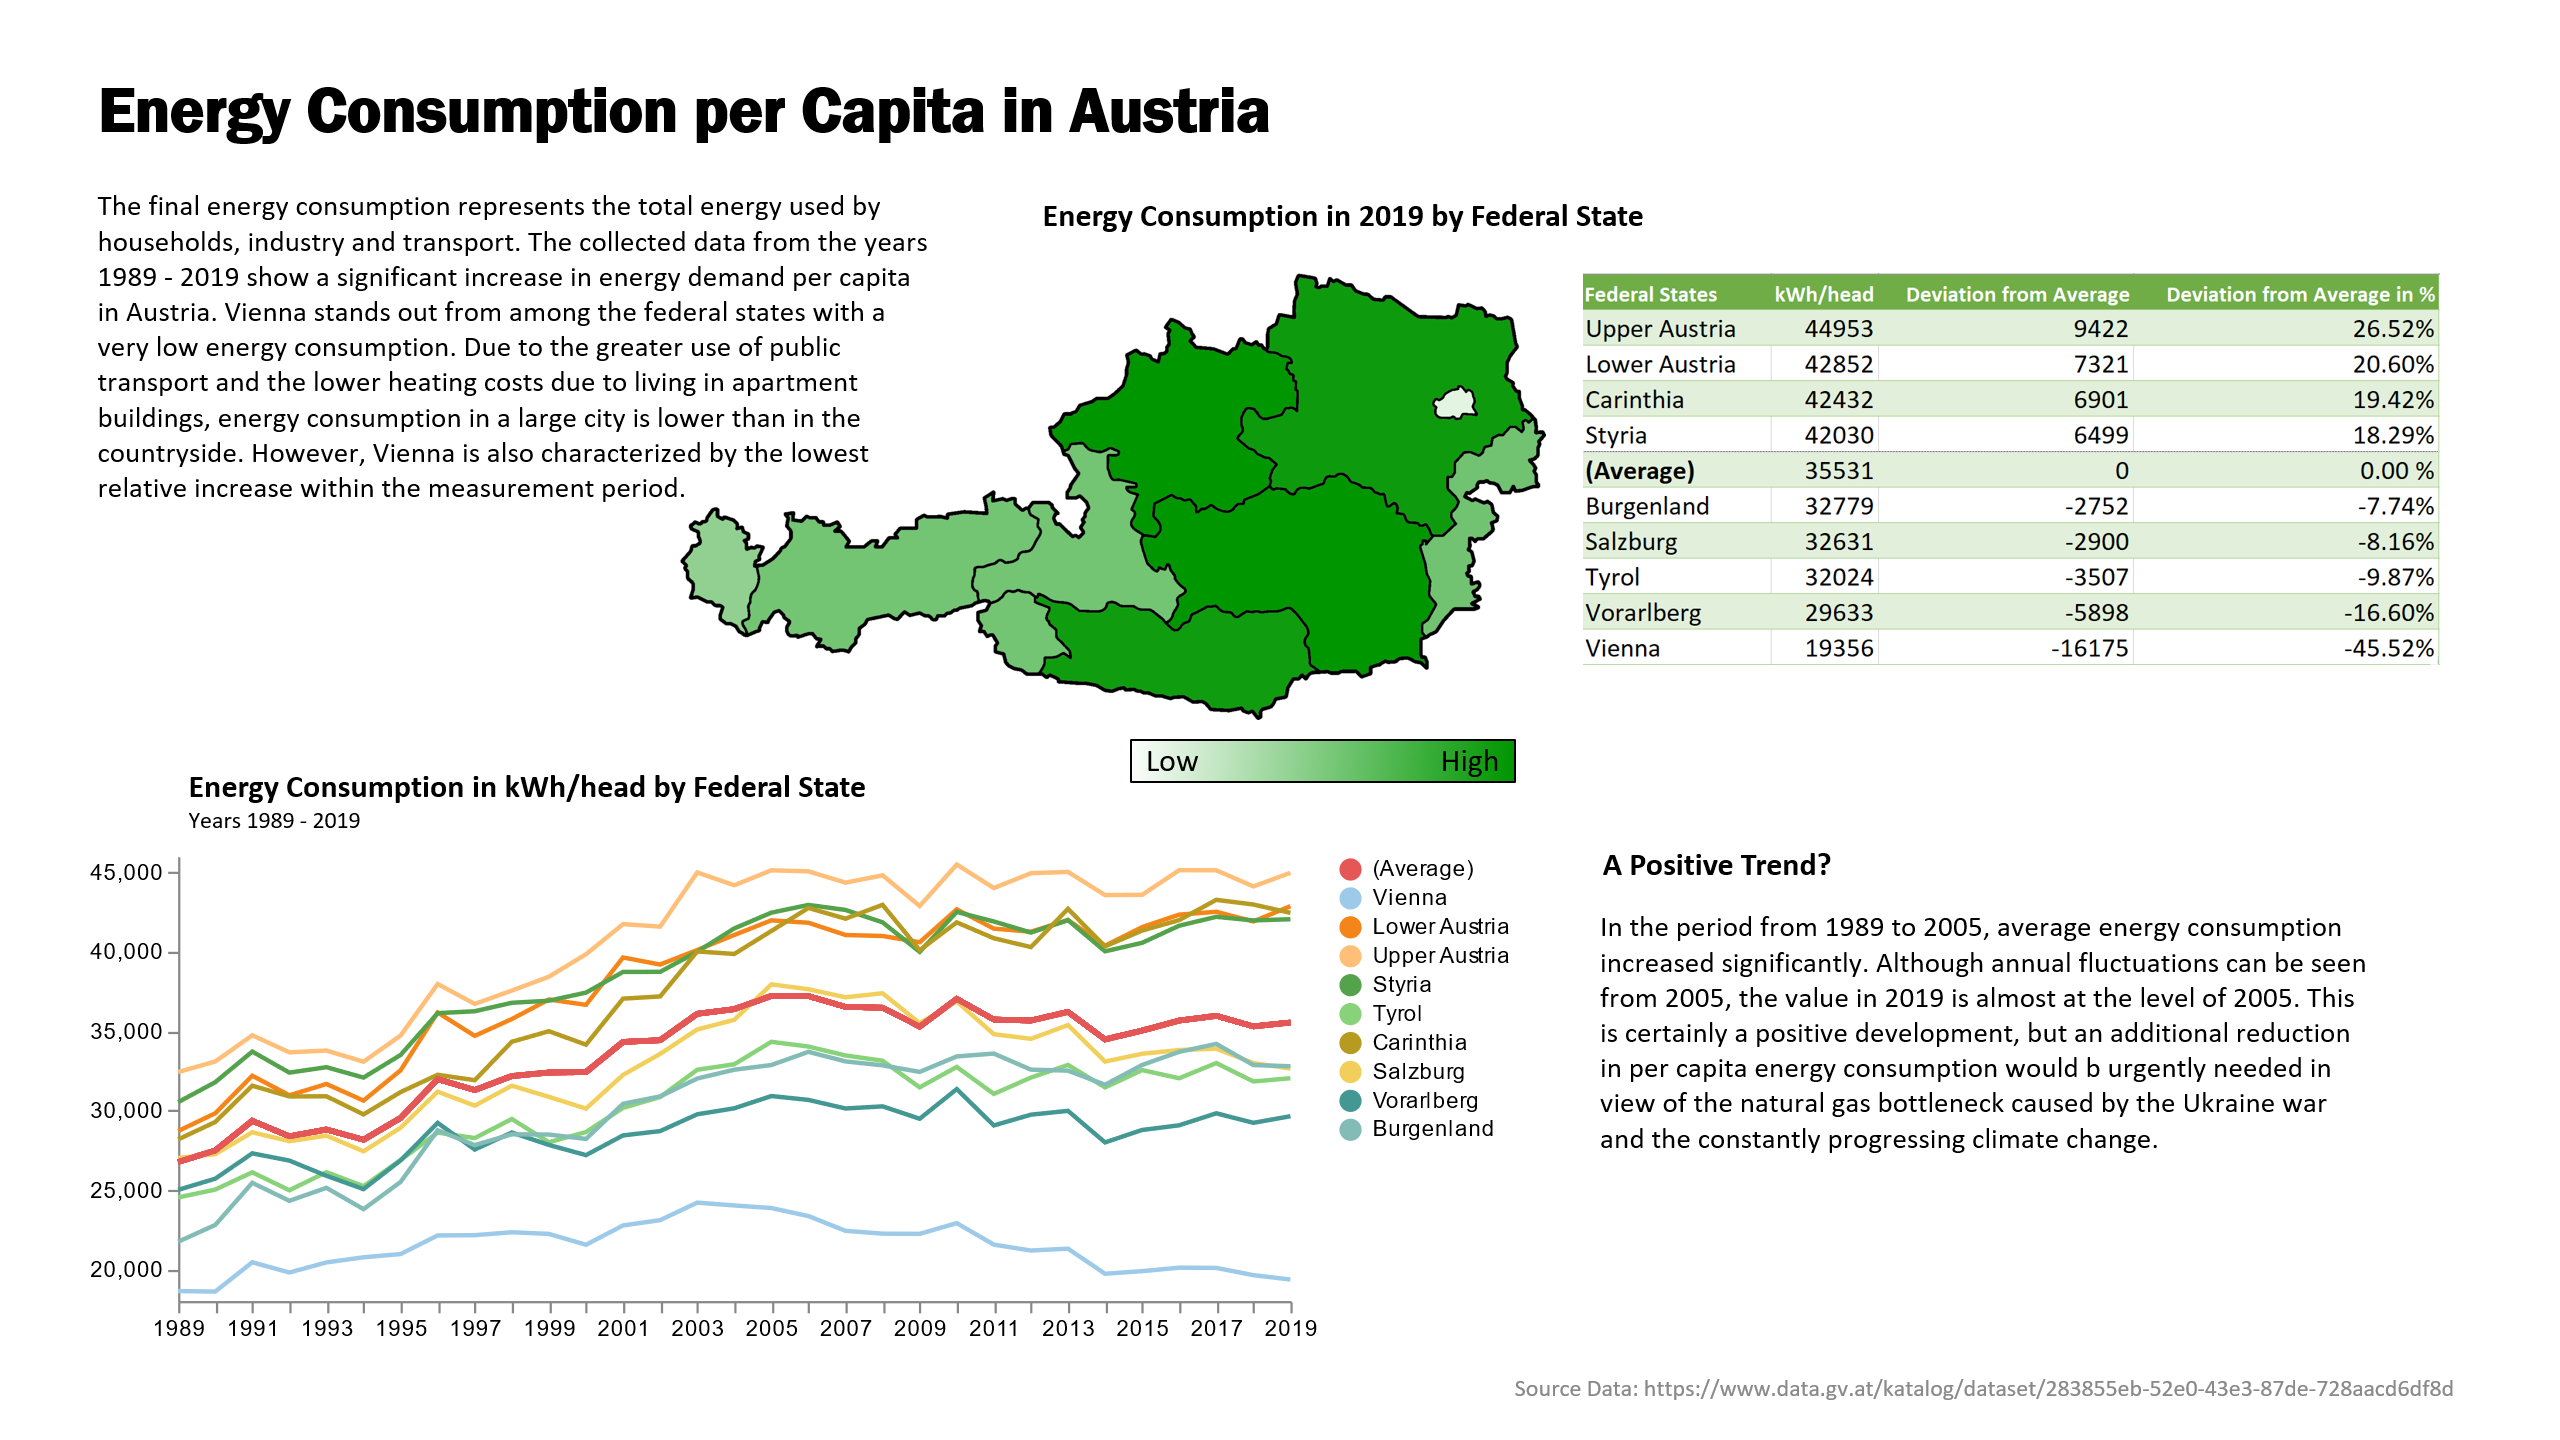 Energy Consumption per Capita in Austria
The final energy consumption represents the total energy used by
households, industry and transport. The collected data from the years
1989 - 2019 show a significant increase in energy demand per capita
in Austria. Vienna stands out from among the federal states with a
very low energy consumption. Due to the greater use of public
transport and the lower heating costs due to living in apartment
buildings, energy consumption in a large city is lower than in the
countryside. However, Vienna is also characterized by the lowest
relative increase within the measurement period.
Energy Consumption in 2019 by Federal State
Low High
Federal States kWh/head Deviation from Average Deviation from Average in %
Upper Austria 44953 9422 26.52%
Lower Austria 42852 7321 20.60%
Carinthia 42432 6901 19.42%
Styria 42030 6499 18.29%
(Average) 35531 0 0.00 %
Burgenland 32779 -2752 -7.74%
Salzburg 32631 -2900 -8.16%
Tyrol 32024 -3507 -9.87%
Vorarlberg 29633 -5898 -16.60%
Vienna 19356 -16175 -45.52%
Energy Consumption in kWh/head by Federal State
Years 1989 - 2019
45,000
40,000
35,000
30,000
25,000
20,000
1989 1991 1993 1995 1997 1999 2001 2003 2005 2007 2009 2011 2013 2015 2017 2019
(Average)
Vienna
Lower Austria
Upper Austria
Styria
Tyrol
Carinthia
Salzburg
Vorarlberg
Burgenland
A Positive Trend?
In the period from 1989 to 2005, average energy consumption
increased significantly. Although annual fluctuations can be seen
from 2005, the value in 2019 is almost at the level of 2005. This
is certainly a positive development, but an additional reduction
in per capita energy consumption would b urgently needed in
view of the natural gas bottleneck caused by the Ukraine war
and the constantly progressing climate change.
Source Data: https://www.data.gv.at/katalog/dataset/283855eb-52e0-43e3-87de-728aacd6df8d